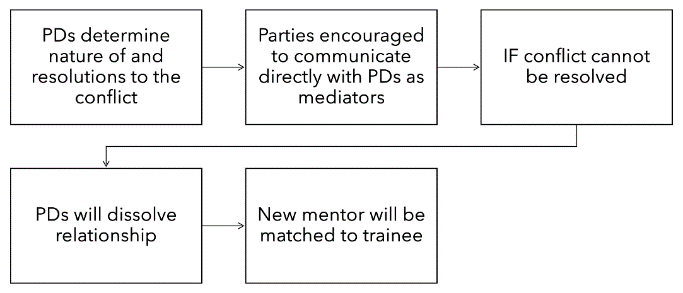 PDs determine
nature of and
resolutions to the
conflict
Parties encouraged
to communicate
directly with PDs as
mediators
IF conflict cannot
be resolved
PDs will dissolve
relationship
New mentor will be
matched to trainee